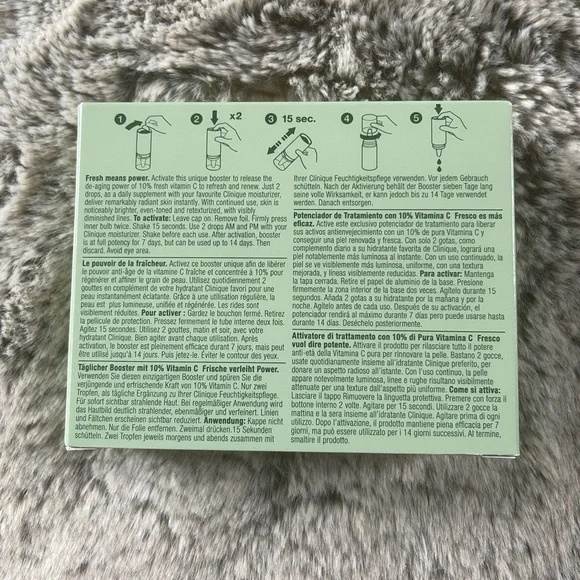 1 2 x2 3 15 sec. 4 5
Fresh means power. Activate this unique booster to release the
de-aging power of 10% fresh vitamin C to refresh and renew. Just 2
drops, as a daily supplement with your favourite Clinique moisturizer,
deliver remarkably radiant skin instantly. With continued use, skin is
noticeably brighter, even-toned and retexturized, with visibly
diminished lines. To activate: Leave cap on. Remove foil. Firmly press
inner bulb twice. Shake 15 seconds. Use 2 drops AM and PM with your
Clinique moisturizer. Shake before each use. After activation, booster
is at full potency for 7 days, but can be used up to 14 days. Then
discard. Avoid eye area.
Le pouvoir de la fraîcheur. Activez ce booster unique afin de libérer
le pouvoir anti-âge de la vitamine C fraîche et concentrée à 10% pour
régénérer et affiner le grain de peau. Utilisez quotidiennement 2
gouttes en complément de votre hydratant Clinique favori pour une
peau instantanément éclatante. Grâce à une utilisation régulière, la
peau est plus lumineuse, unifiée et régénérée. Les rides sont
visiblement réduites. Pour activer : Gardez le bouchon fermé. Retirez
la pellicule de protection. Pressez fermement le tube interne deux fois.
Agitez 15 secondes. Utilisez 2 gouttes, matin et soir, avec votre
hydratant Clinique. Bien agiter avant chaque utilisation. Après
activation, le booster est pleinement efficace durant 7 jours, mais peut
être utilisé jusqu'à 14 jours. Puis jetez-le. Éviter le contour des yeux.
Täglicher Booster mit 10% Vitamin C Frische verleiht Power.
Verwenden Sie diesen einzigartigen Booster und spüren Sie die
verjüngende und erfrischende Kraft von 10% Vitamin C. Nur zwei
Tropfen, als tägliche Ergänzung zu Ihrer Clinique Feuchtigkeitspflege.
Für sofort sichtbar strahlende Haut. Bei regelmäßiger Anwendung wird
das Hautbild deutlich strahlender, ebenmäßiger und verfeinert. Linien
und Fältchen erscheinen sichtbar reduziert. Anwendung: Kappe nicht
abnehmen. Nur die Folie entfernen. Zweimal drücken. 15 Sekunden
schütteln. Zwei Tropfen jeweils morgens und abends zusammen mit
Ihrer Clinique Feuchtigkeitspflege verwenden. Vor jedem Gebrauch
schütteln. Nach der Aktivierung behält der Booster sieben Tage lang
seine volle Wirksamkeit, er kann jedoch bis zu 14 Tage verwendet
werden. Danach entsorgen.
Potenciador de Tratamiento con 10% Vitamina C Fresco es más
eficaz. Active este exclusivo potenciador de tratamiento para liberar
sus activos antienvejecimiento con un 10% de pura Vitamina C y
conseguir una piel renovada y fresca. Con solo 2 gotas, como
complemento diario a su hidratante favorita de Clinique, logrará una
piel notablemente más luminosa al instante. Con un uso continuado, la
piel se ve visiblemente más luminosa, uniforme, con una textura
mejorada, y líneas visiblemente reducidas. Para activar: Mantenga
la tapa cerrada. Retire el papel de aluminio de la base. Presione
firmemente la zona interior de la base dos veces. Agítelo durante 15
segundos. Añada 2 gotas a su hidratante por la mañana y por la
noche. Agítelo antes de cada uso. Después de su activación, el
potenciador rendirá al máximo durante 7 días pero puede usarse hasta
durante 14 días. Deséchelo posteriormente.
Attivatore di trattamento con 10% di Pura Vitamina C Fresco
vuol dire potente. Attivare il prodotto per rilasciare tutto il potere
anti-età della Vitamina C pura per rinnovare la pelle. Bastano 2 gocce,
usate quotidianamente insieme all'idratante Clinique preferito, per
donare un aspetto radioso all'istante. Con l'uso continuo, la pelle
appare notevolmente luminosa, linee e rughe risultano visibilmente
attenuate per una texture dall'aspetto più uniforme. Come si attiva:
Lasciare il tappo Rimuovere la linguetta protettiva. Premere con forza il
bottone interno 2 volte. Agitare per 15 secondi. Utilizzare 2 gocce la
mattina e la sera insieme all'idratante Clinique. Agitare prima di ogni
utilizzo. Dopo l'attivazione, il prodotto mantiene piena efficacia per 7
giorni, ma può essere utilizzato per i 14 giorni successivi. Al termine,
smaltire il prodotto.